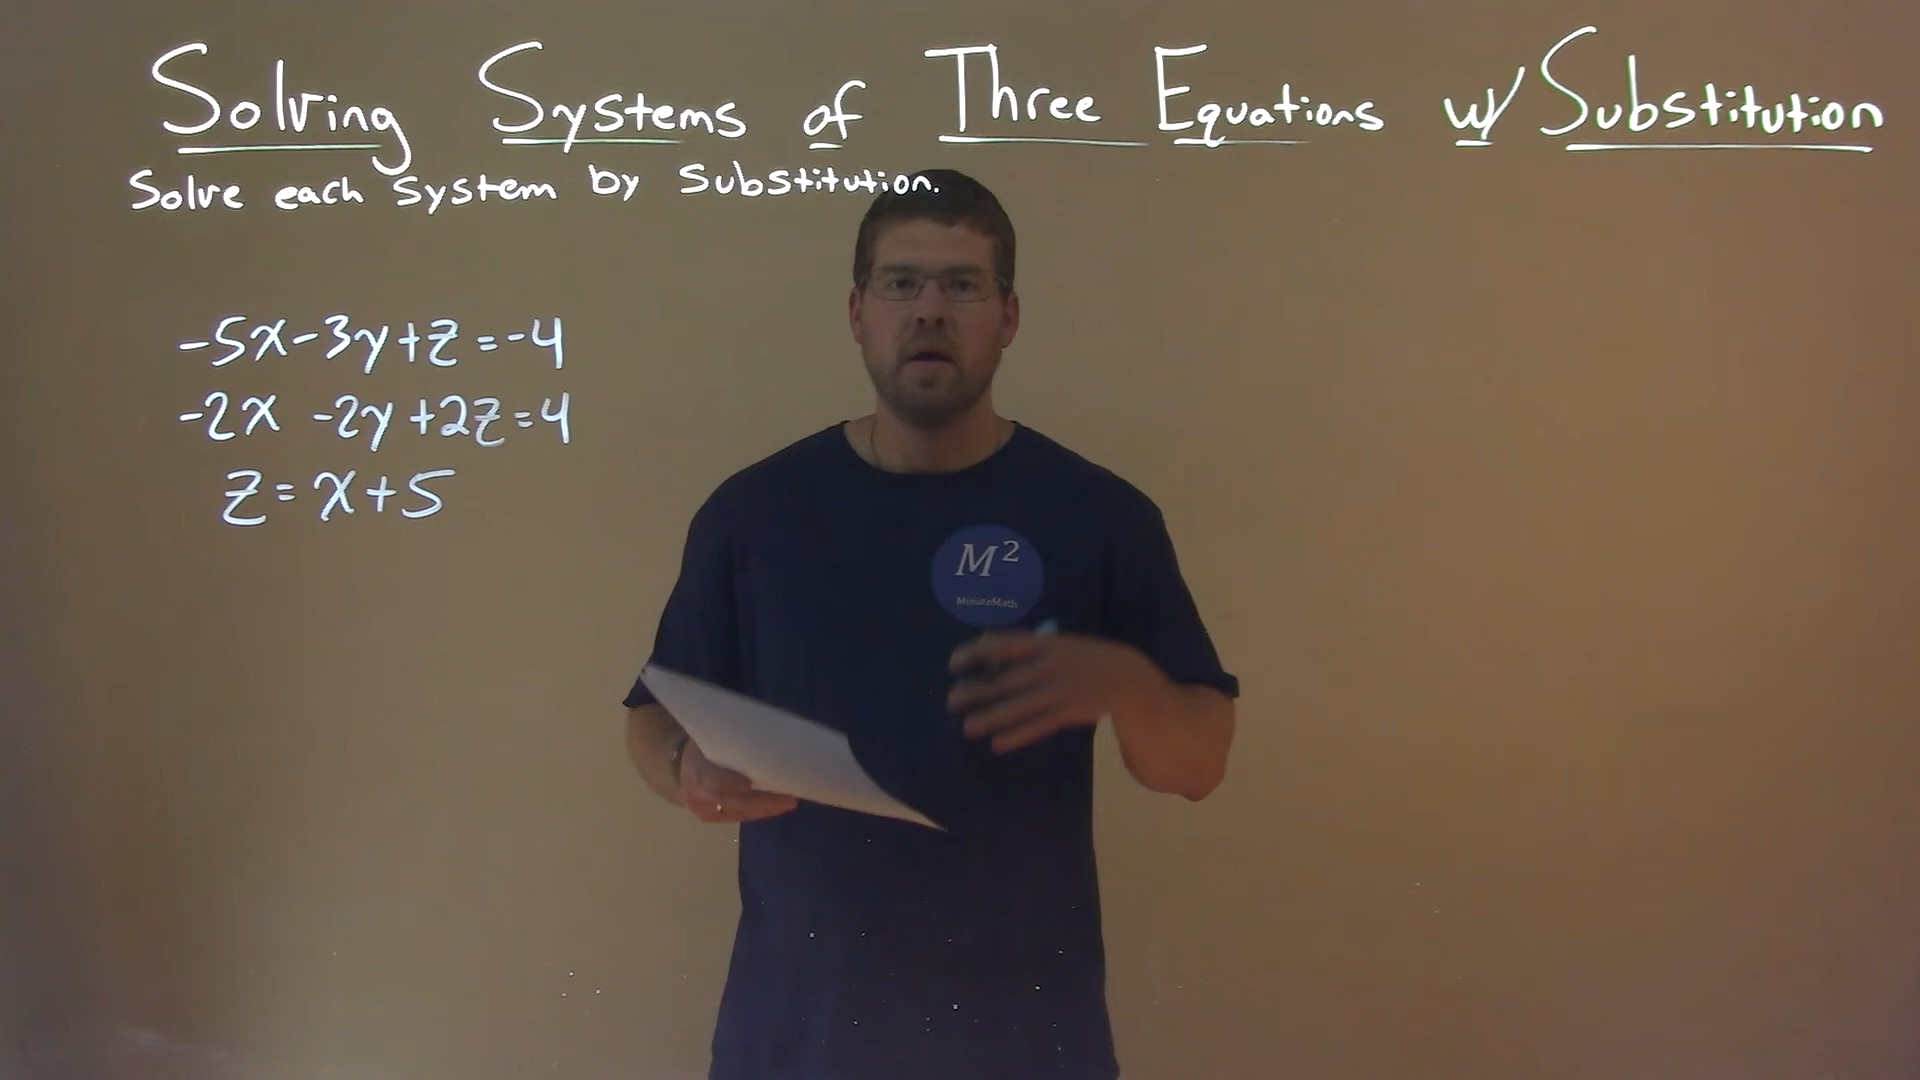 Solving Systems of Three Equations w/ Substitution
Solve each system by substitution.
-5x-3y+z=-4
-2x -2y+2z=4
z=x+5
M²
MinuteMath